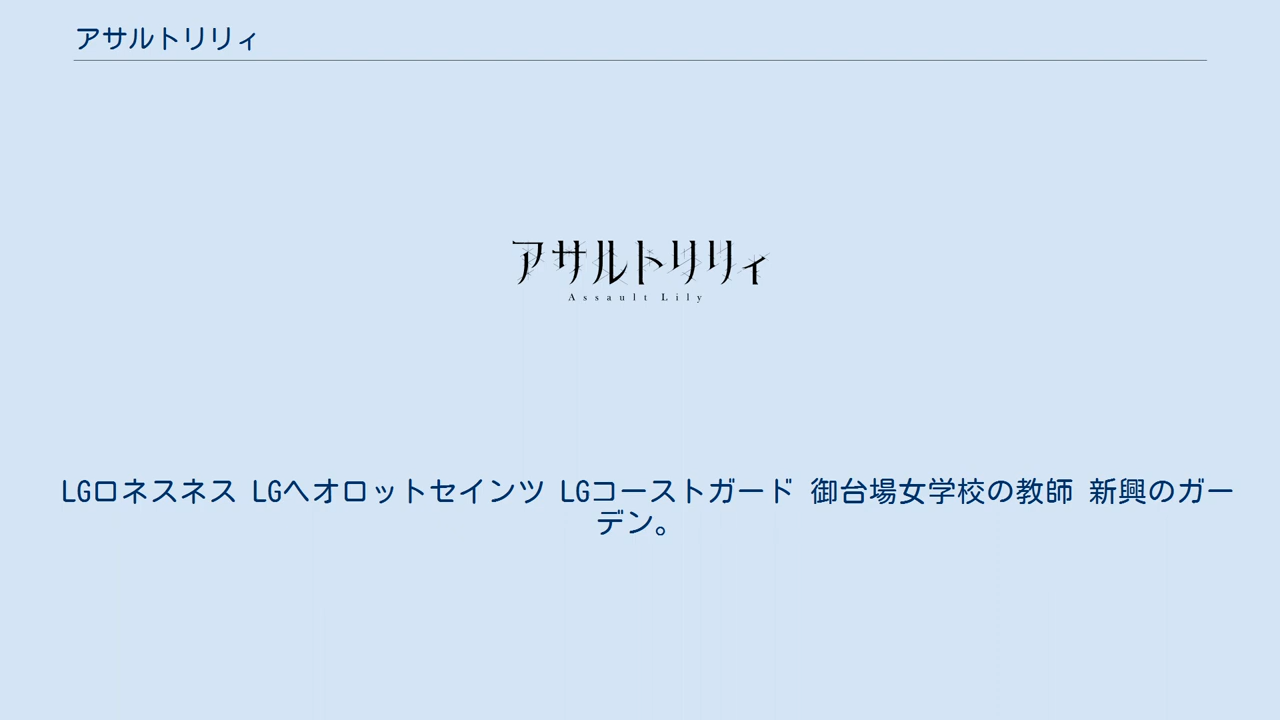 アサルトリリィ
アサルトリリィ
Assault Lily
LGロネスネス LGヘオロットセインツ LGコーストガード 御台場女学校の教師 新興のガー
デン。